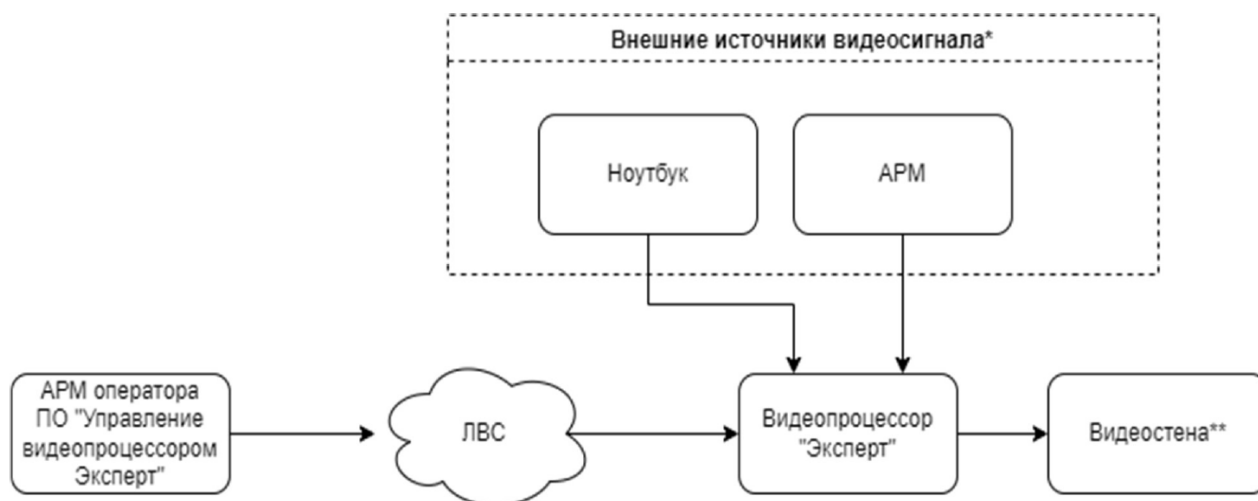 Внешние источники видеосигнала*
Ноутбук
АРМ
АРМ оператора
ПО "Управление
видеопроцессором
Эксперт"
ЛВС
Видеопроцессор
"Эксперт"
Видеостена**